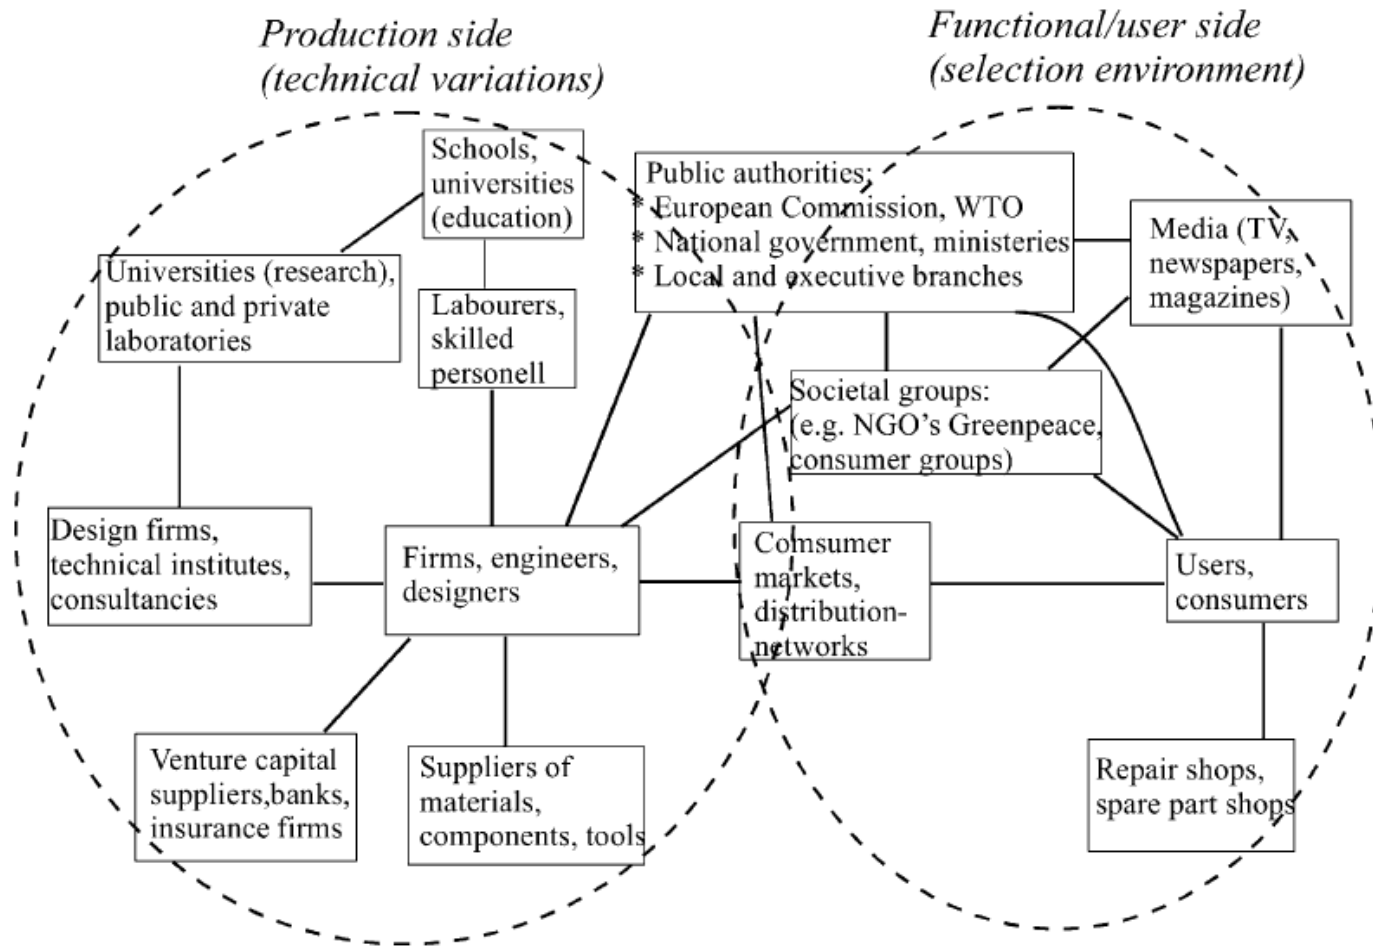 Production side
(technical variations)
Functional/user side
(selection environment)
Schools,
universities
(education)
Public authorities:
* European Commission, WTO
* National government, ministeries
* Local and executive branches
Media (TV,
newspapers,
magazines)
Universities (research),
public and private
laboratories
Labourers,
skilled
personell
Societal groups:
(e.g. NGO's Greenpeace,
consumer groups)
Design firms,
technical institutes,
consultancies
Firms, engineers,
designers
Comsumer
markets,
distribution-
networks
Users,
consumers
Venture capital
suppliers,banks,
insurance firms
Suppliers of
materials,
components, tools
Repair shops,
spare part shops